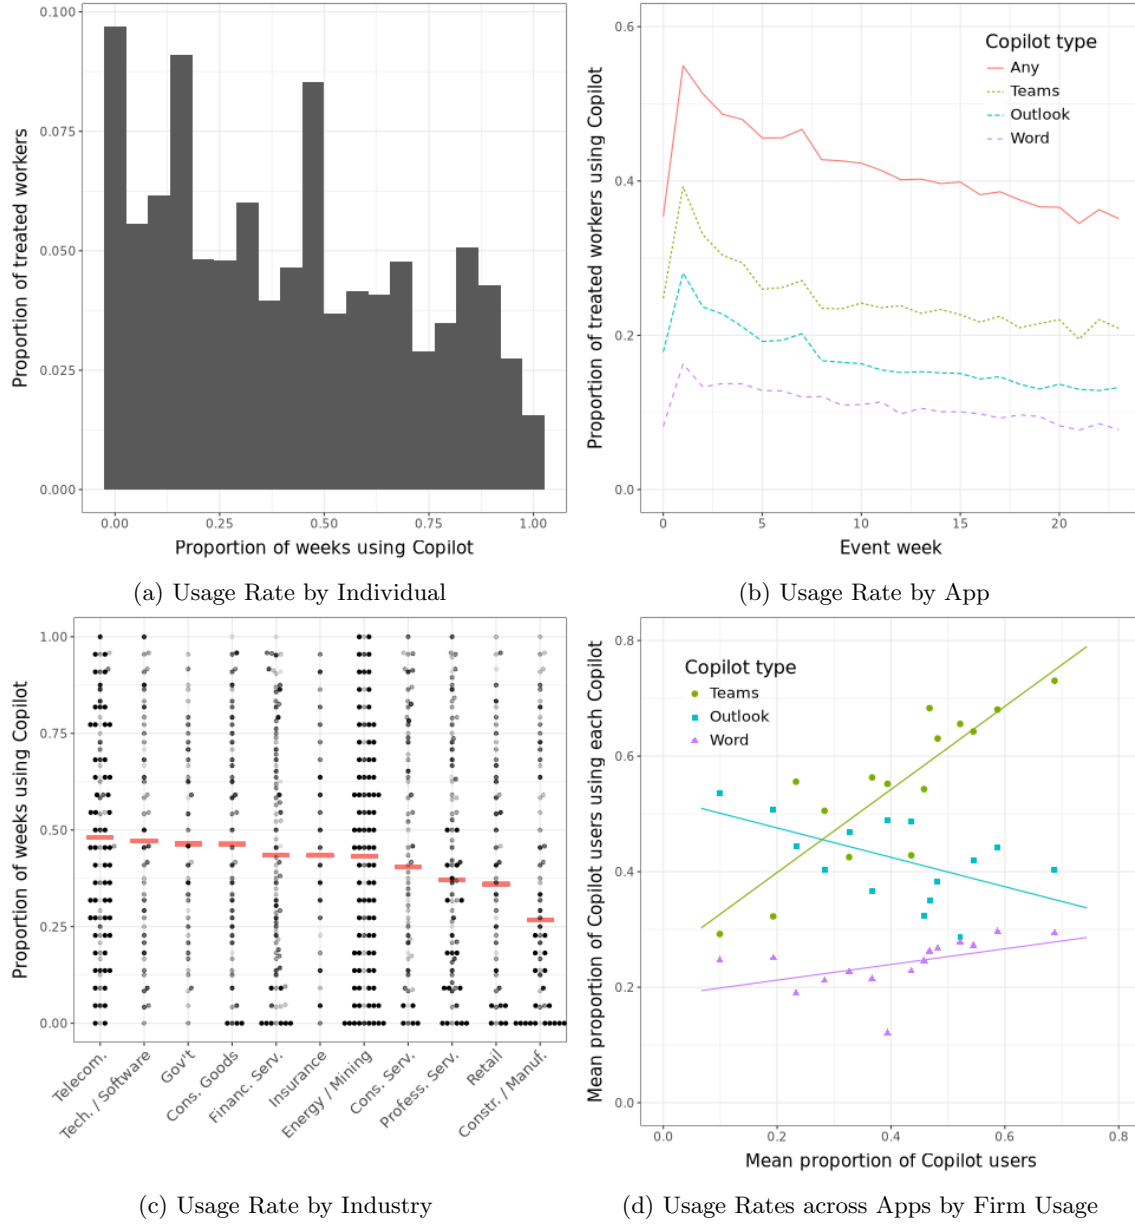 0.100
0.075
0.050
0.025
0.000
Proportion of treated workers
0.00 0.25 0.50 0.75 1.00
Proportion of weeks using Copilot
(a) Usage Rate by Individual
0.6
0.4
0.2
0.0
Proportion of treated workers using Copilot
Copilot type
Any
Teams
Outlook
Word
0 5 10 15 20
Event week
(b) Usage Rate by App
1.00
0.75
0.50
0.25
0.00
Proportion of weeks using Copilot
Telecom.
Tech. / Software
Gov't
Cons. Goods
Financ. Serv.
Insurance
Energy / Mining
Cons. Serv.
Profess. Serv.
Retail
Constr. / Manuf.
(c) Usage Rate by Industry
0.8
0.6
0.4
0.2
0.0
Mean proportion of Copilot users using each Copilot
Copilot type
Teams
Outlook
Word
0.0 0.2 0.4 0.6 0.8
Mean proportion of Copilot users
(d) Usage Rates across Apps by Firm Usage